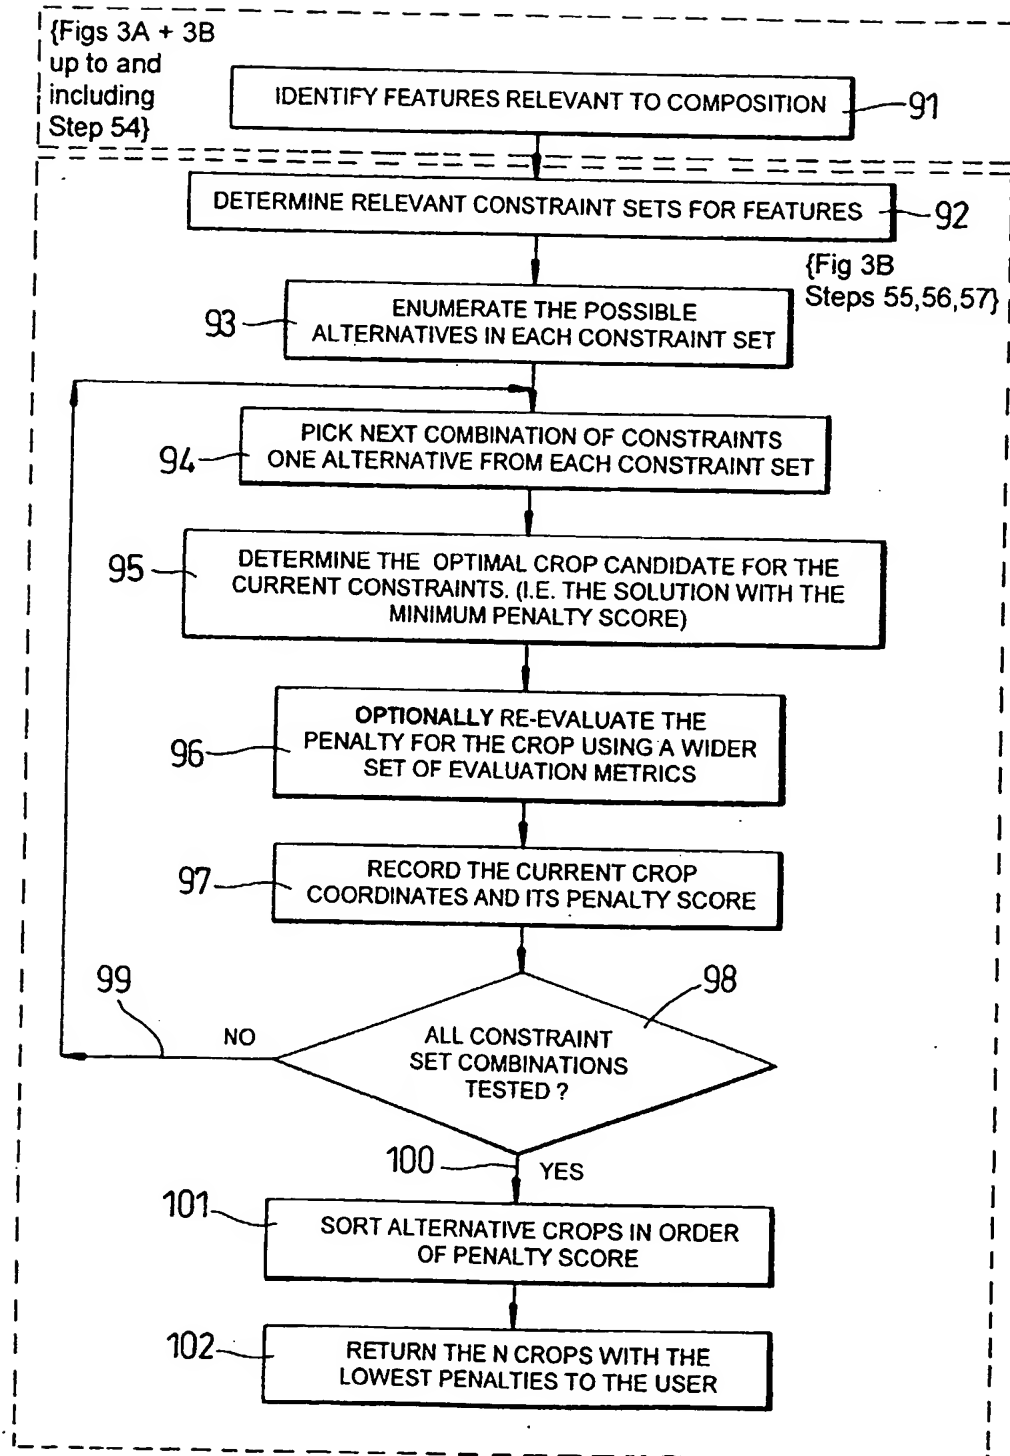 {Figs 3A + 3B
up to and
including
Step 54}
IDENTIFY FEATURES RELEVANT TO COMPOSITION
91
DETERMINE RELEVANT CONSTRAINT SETS FOR FEATURES
92
{Fig 3B
Steps 55,56,57}
93
ENUMERATE THE POSSIBLE
ALTERNATIVES IN EACH CONSTRAINT SET
94
PICK NEXT COMBINATION OF CONSTRAINTS
ONE ALTERNATIVE FROM EACH CONSTRAINT SET
95
DETERMINE THE OPTIMAL CROP CANDIDATE FOR THE
CURRENT CONSTRAINTS. (I.E. THE SOLUTION WITH THE
MINIMUM PENALTY SCORE)
96
OPTIONALLY RE-EVALUATE THE
PENALTY FOR THE CROP USING A WIDER
SET OF EVALUATION METRICS
97
RECORD THE CURRENT CROP
COORDINATES AND ITS PENALTY SCORE
99
98
NO
ALL CONSTRAINT
SET COMBINATIONS
TESTED ?
100
YES
101
SORT ALTERNATIVE CROPS IN ORDER
OF PENALTY SCORE
102
RETURN THE N CROPS WITH THE
LOWEST PENALTIES TO THE USER